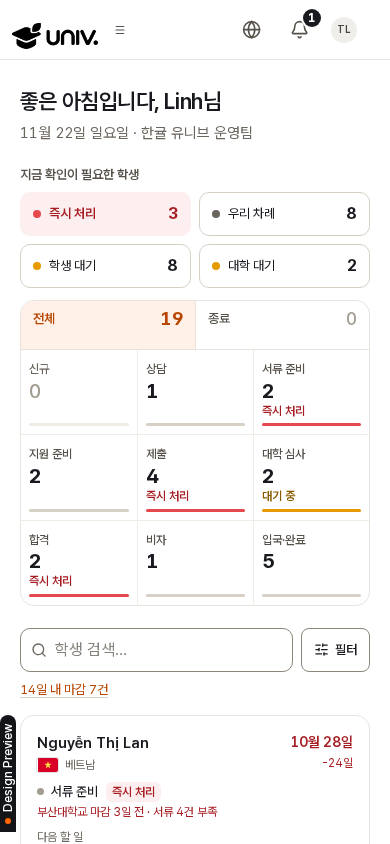 UNIV.
1
TL
좋은 아침입니다, Linh님
11월 22일 일요일 · 한귤 유니브 운영팀
지금 확인이 필요한 학생
즉시 처리 3
우리 차례 8
학생 대기 8
대학 대기 2
전체 19
종료 0
신규 상담 서류 준비
0 1 2
즉시 처리
지원 준비 제출 대학 심사
2 4 2
즉시 처리 대기 중
합격 비자 입국·완료
2 1 5
즉시 처리
학생 검색...
필터
14일 내 마감 7건
Nguyễn Thị Lan 10월 28일
베트남 -24일
서류 준비 즉시 처리
부산대학교 마감 3일 전 · 서류 4건 부족
다음 할 일
Design Preview